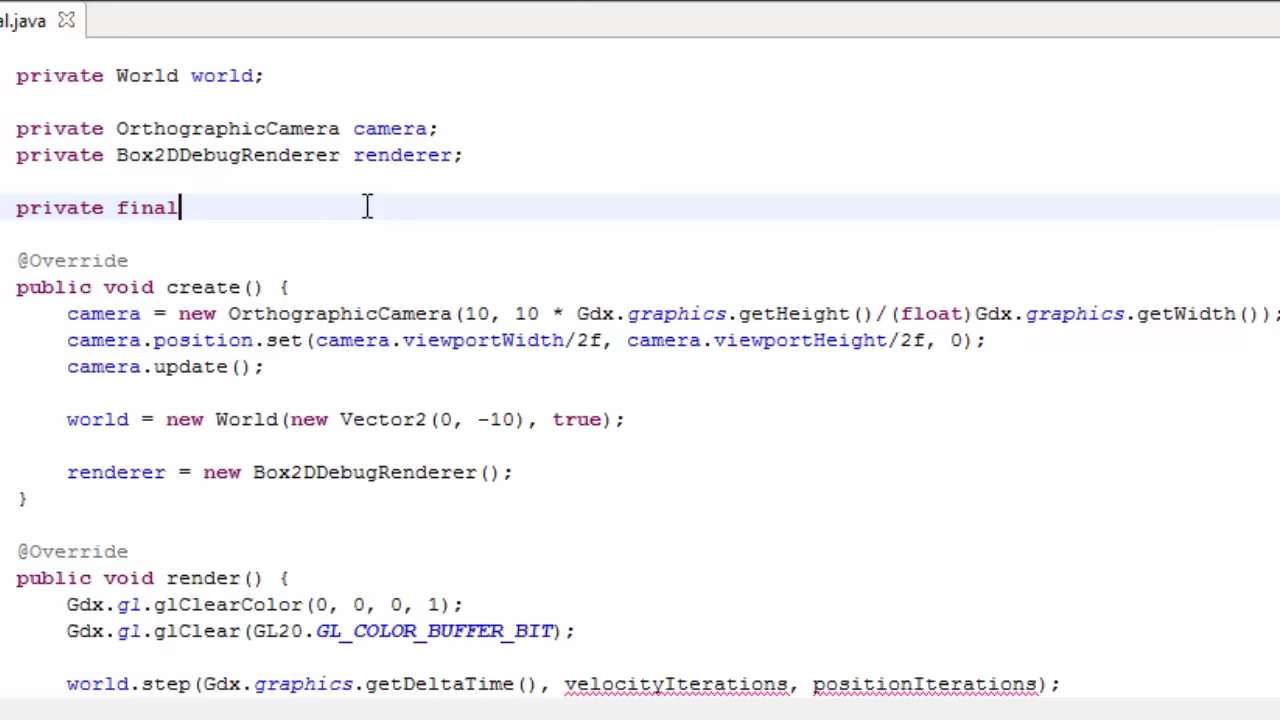 al.java
private World world;
private OrthographicCamera camera;
private Box2DDebugRenderer renderer;
private final
@Override
public void create() {
camera = new OrthographicCamera(10, 10 * Gdx.graphics.getHeight()/(float)Gdx.graphics.getWidth());
camera.position.set(camera.viewportWidth/2f, camera.viewportHeight/2f, 0);
camera.update();
world = new World(new Vector2(0, -10), true);
renderer = new Box2DDebugRenderer();
}
@Override
public void render() {
Gdx.gl.glClearColor(0, 0, 0, 1);
Gdx.gl.glClear(GL20.GL_COLOR_BUFFER_BIT);
world.step(Gdx.graphics.getDeltaTime(), velocityIterations, positionIterations);